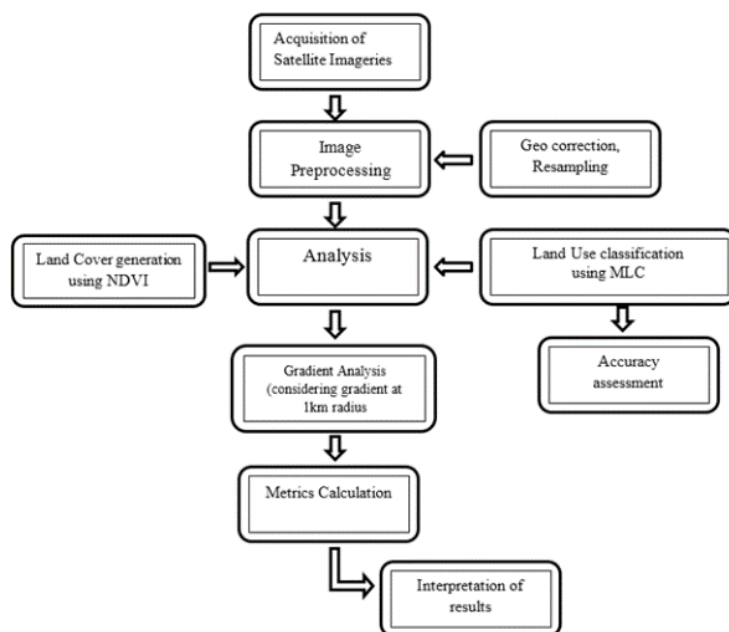 Acquisition of
Satellite Imageries
Image
Preprocessing
Geo correction,
Resampling
Land Cover generation
using NDVI
Analysis
Land Use classification
using MLC
Gradient Analysis
(considering gradient at
1km radius
Accuracy
assessment
Metrics Calculation
Interpretation of
results